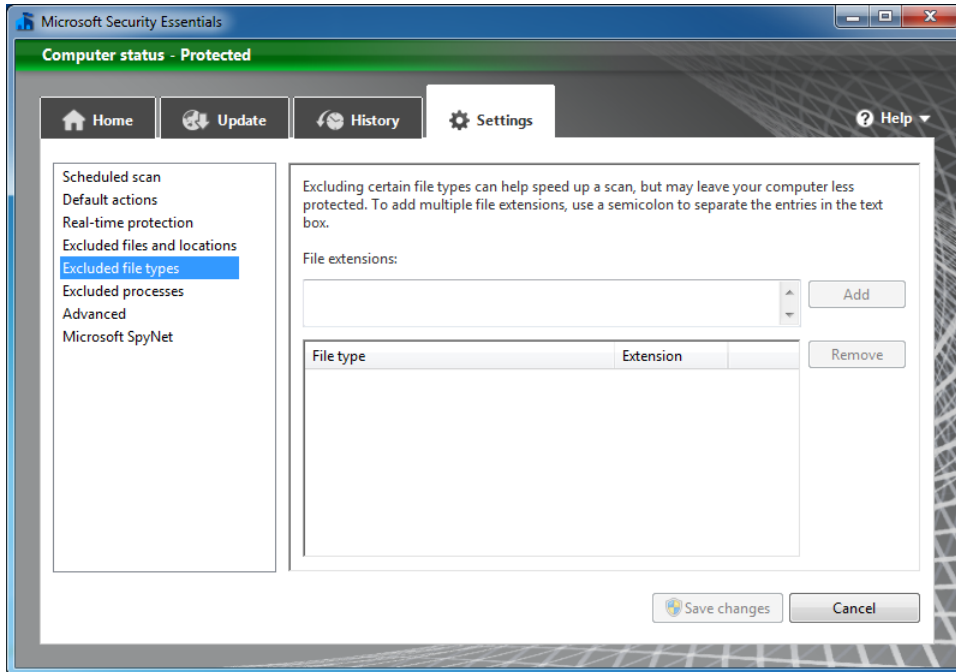 Microsoft Security Essentials
Computer status - Protected
Home
Update
History
Settings
Help
Scheduled scan
Default actions
Real-time protection
Excluded files and locations
Excluded file types
Excluded processes
Advanced
Microsoft SpyNet
Excluding certain file types can help speed up a scan, but may leave your computer less
protected. To add multiple file extensions, use a semicolon to separate the entries in the text
box.
File extensions:
Add
File type
Extension
Remove
Save changes
Cancel